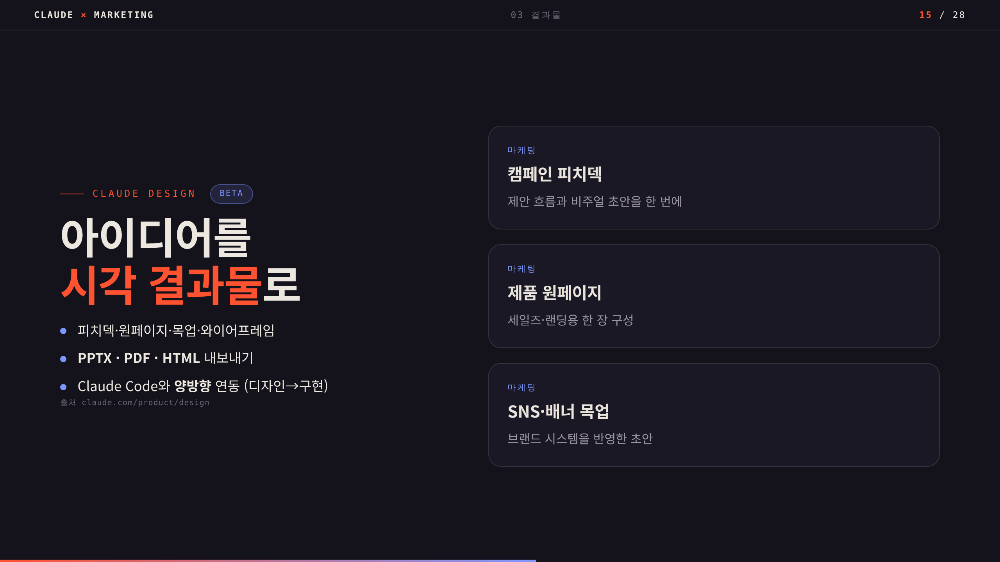 CLAUDE × MARKETING
03 결과물
15 / 28
CLAUDE DESIGN BETA
아이디어를
시각 결과물로
피치덱·원페이지·목업·와이어프레임
PPTX · PDF · HTML 내보내기
Claude Code와 양방향 연동 (디자인→구현)
출처 claude.com/product/design
마케팅
캠페인 피치덱
제안 흐름과 비주얼 초안을 한 번에
마케팅
제품 원페이지
세일즈·랜딩용 한 장 구성
마케팅
SNS·배너 목업
브랜드 시스템을 반영한 초안